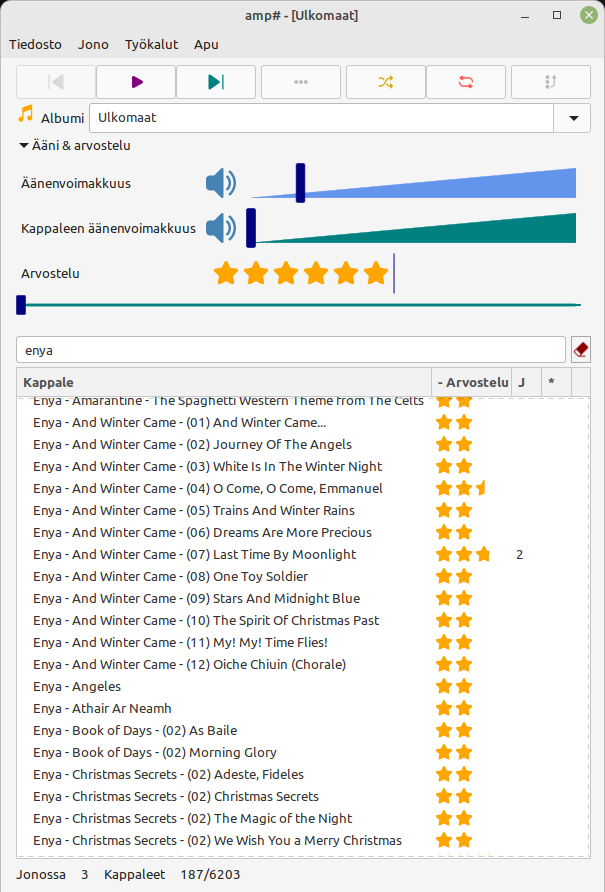 amp# - [Ulkomaat]
Tiedosto Jono Työkalut Apu
Albumi Ulkomaat
Ääni & arvostelu
Äänenvoimakkuus
Kappaleen äänenvoimakkuus
Arvostelu
enya
Kappale - Arvostelu J *
Enya - Amarantine - The Spaghetti Western Theme from The Celts
Enya - And Winter Came - (01) And Winter Came...
Enya - And Winter Came - (02) Journey Of The Angels
Enya - And Winter Came - (03) White Is In The Winter Night
Enya - And Winter Came - (04) O Come, O Come, Emmanuel
Enya - And Winter Came - (05) Trains And Winter Rains
Enya - And Winter Came - (06) Dreams Are More Precious
Enya - And Winter Came - (07) Last Time By Moonlight 2
Enya - And Winter Came - (08) One Toy Soldier
Enya - And Winter Came - (09) Stars And Midnight Blue
Enya - And Winter Came - (10) The Spirit Of Christmas Past
Enya - And Winter Came - (11) My! My! Time Flies!
Enya - And Winter Came - (12) Oiche Chiuin (Chorale)
Enya - Angeles
Enya - Athair Ar Neamh
Enya - Book of Days - (02) As Baile
Enya - Book of Days - (02) Morning Glory
Enya - Christmas Secrets - (02) Adeste, Fideles
Enya - Christmas Secrets - (02) Christmas Secrets
Enya - Christmas Secrets - (02) The Magic of the Night
Enya - Christmas Secrets - (02) We Wish You a Merry Christmas
Jonossa 3 Kappaleet 187/6203